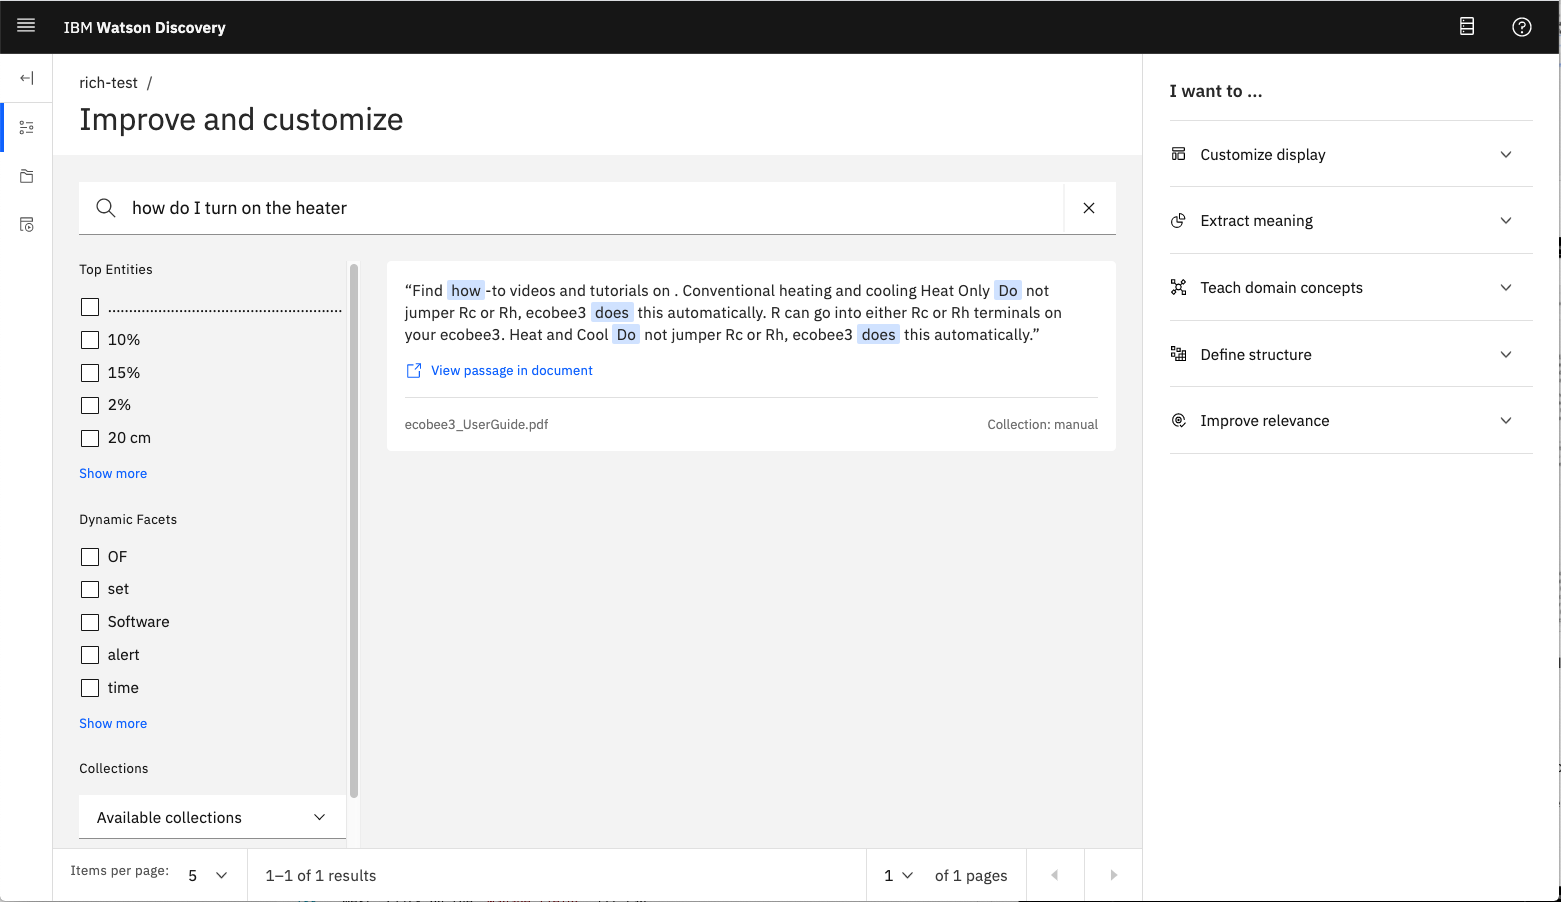 IBM Watson Discovery
rich-test /
Improve and customize
how do I turn on the heater
Top Entities
........................................................
10%
15%
2%
20 cm
Show more
Dynamic Facets
OF
set
Software
alert
time
Show more
Collections
Available collections
“Find how -to videos and tutorials on . Conventional heating and cooling Heat Only Do not
jumper Rc or Rh, ecobee3 does this automatically. R can go into either Rc or Rh terminals on
your ecobee3. Heat and Cool Do not jumper Rc or Rh, ecobee3 does this automatically.”
View passage in document
ecobee3_UserGuide.pdf
Collection: manual
Items per page: 5
1–1 of 1 results
1 of 1 pages
I want to ...
Customize display
Extract meaning
Teach domain concepts
Define structure
Improve relevance